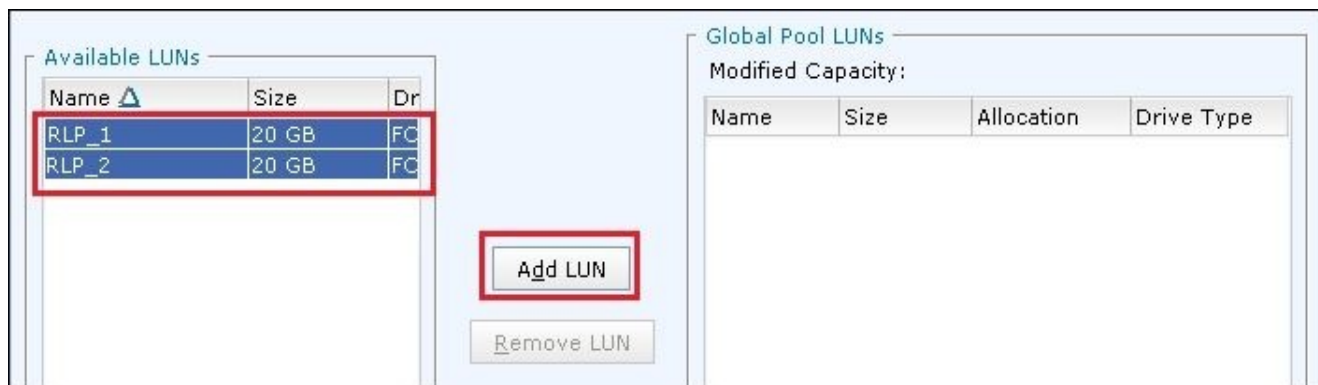 Available LUNs
Name Size Dr
RLP_1 20 GB FC
RLP_2 20 GB FC
Add LUN
Remove LUN
Global Pool LUNs
Modified Capacity:
Name Size Allocation Drive Type